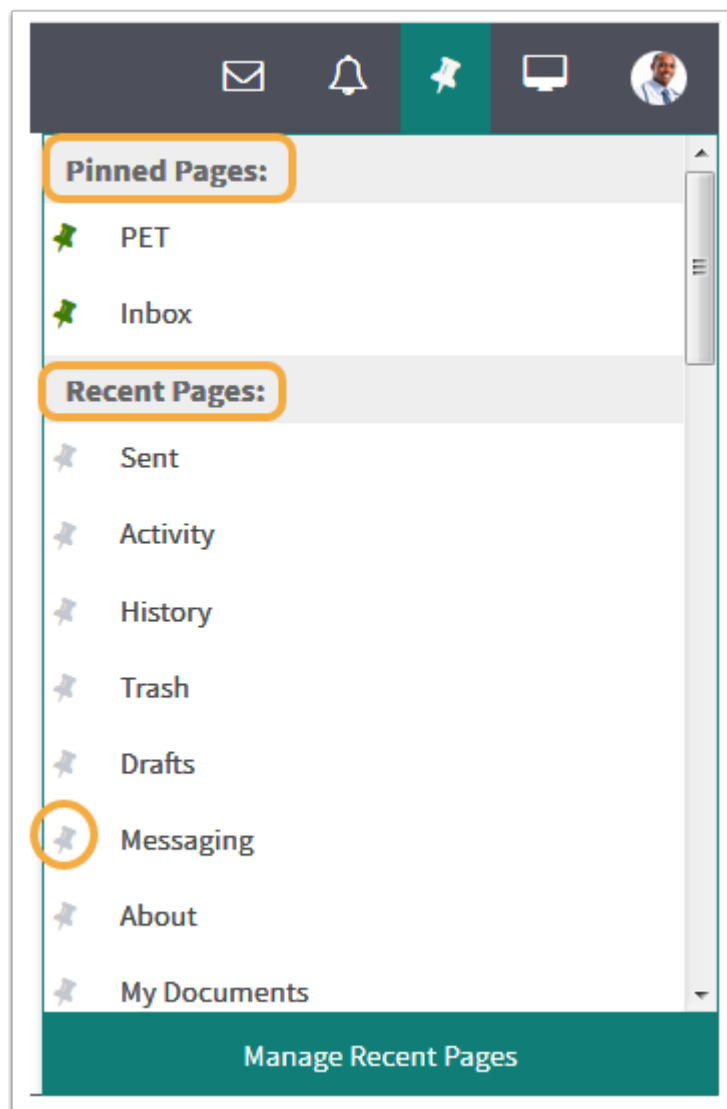 Pinned Pages:
PET
Inbox
Recent Pages:
Sent
Activity
History
Trash
Drafts
Messaging
About
My Documents
Manage Recent Pages